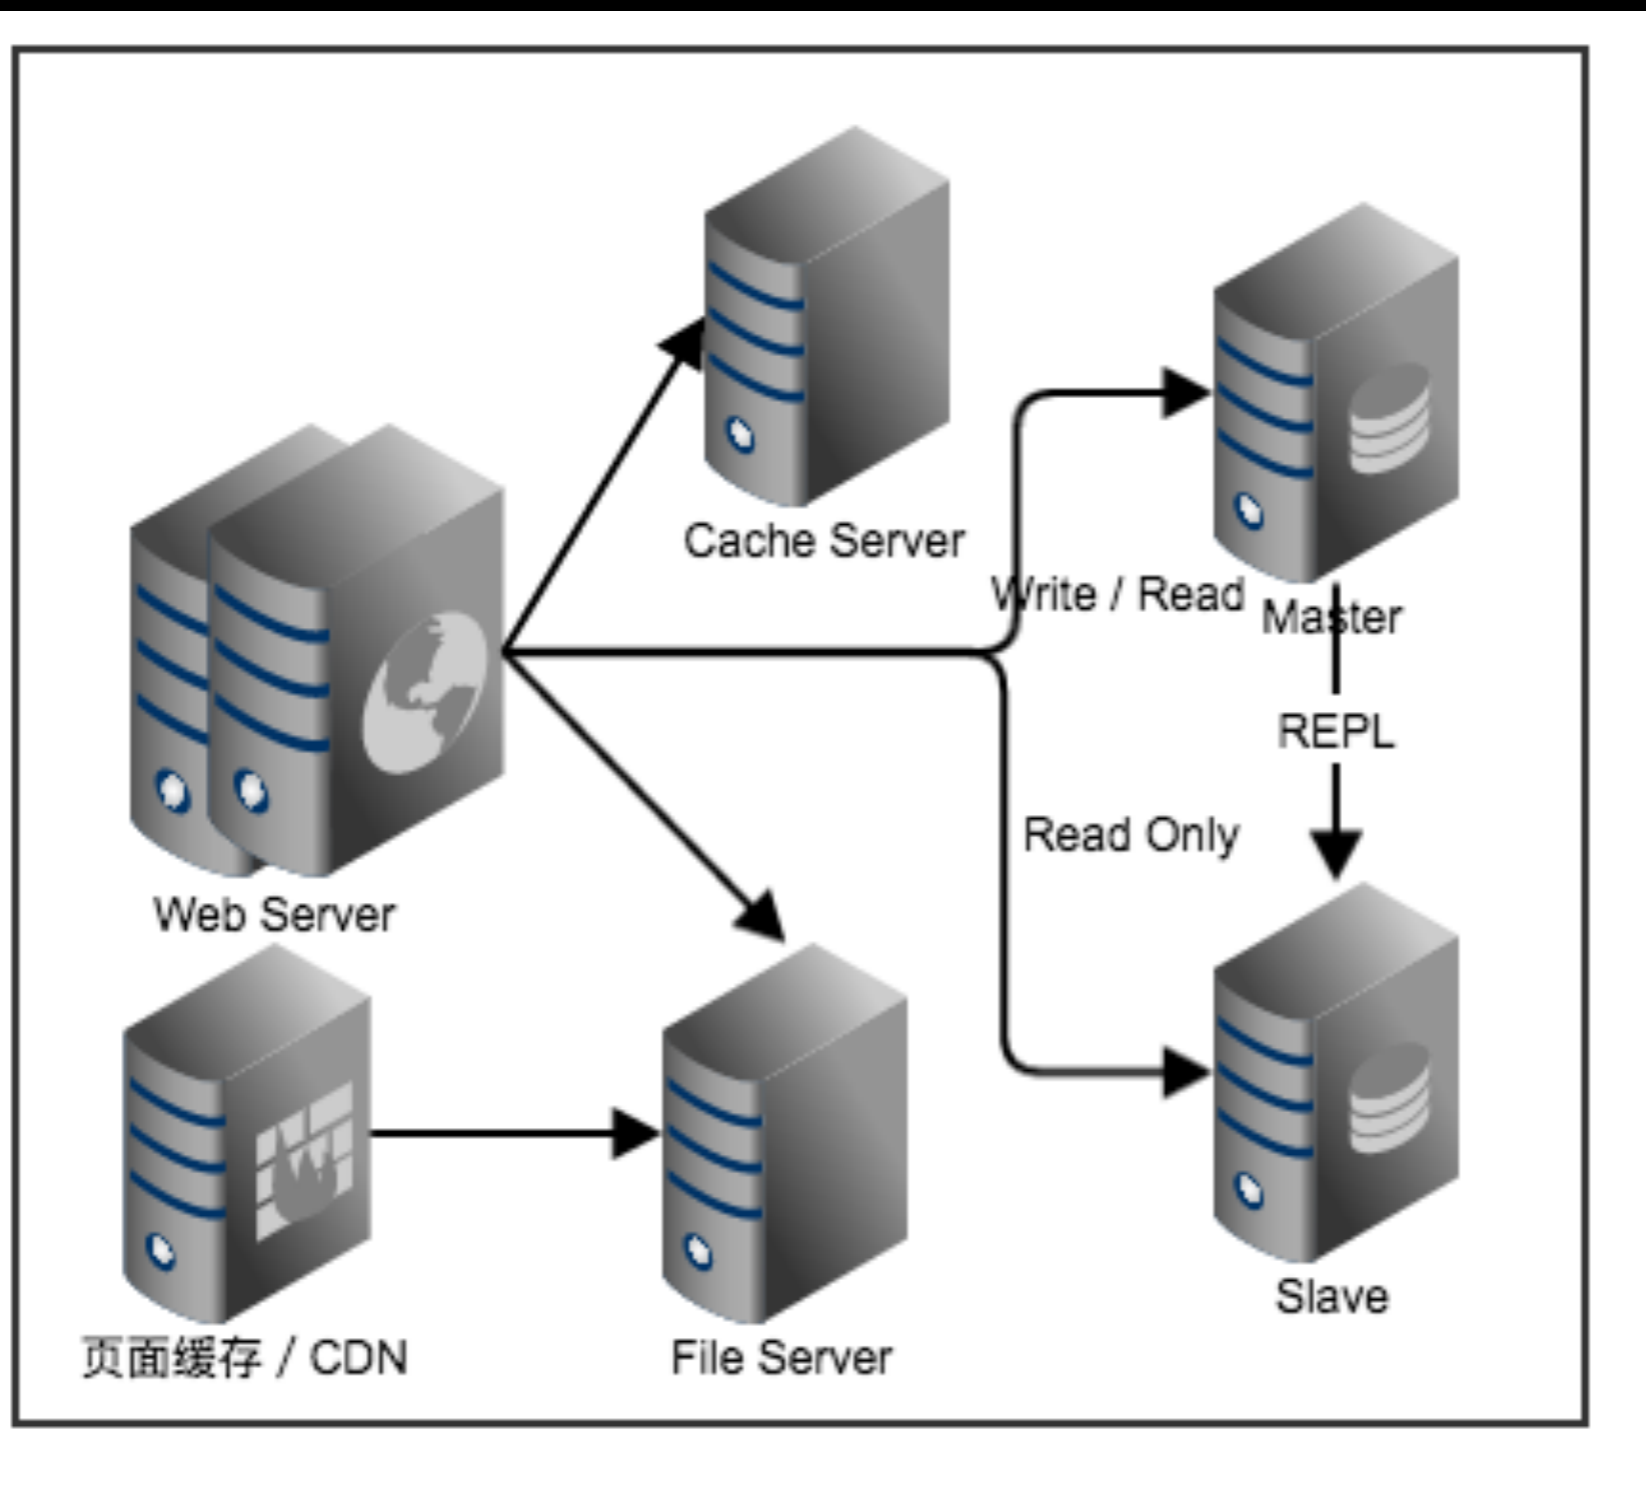 Cache Server
Write / Read
Master
REPL
Read Only
Web Server
Slave
页面缓存 / CDN
File Server